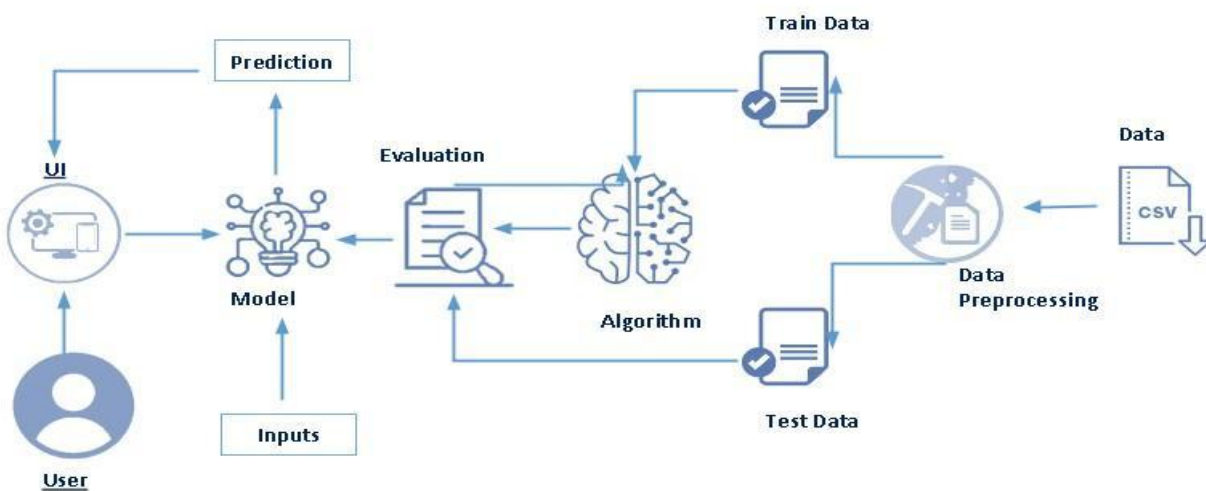 Train Data
Prediction
Data
Evaluation
UI
CSV
Model
Data
Preprocessing
Algorithm
Test Data
Inputs
User